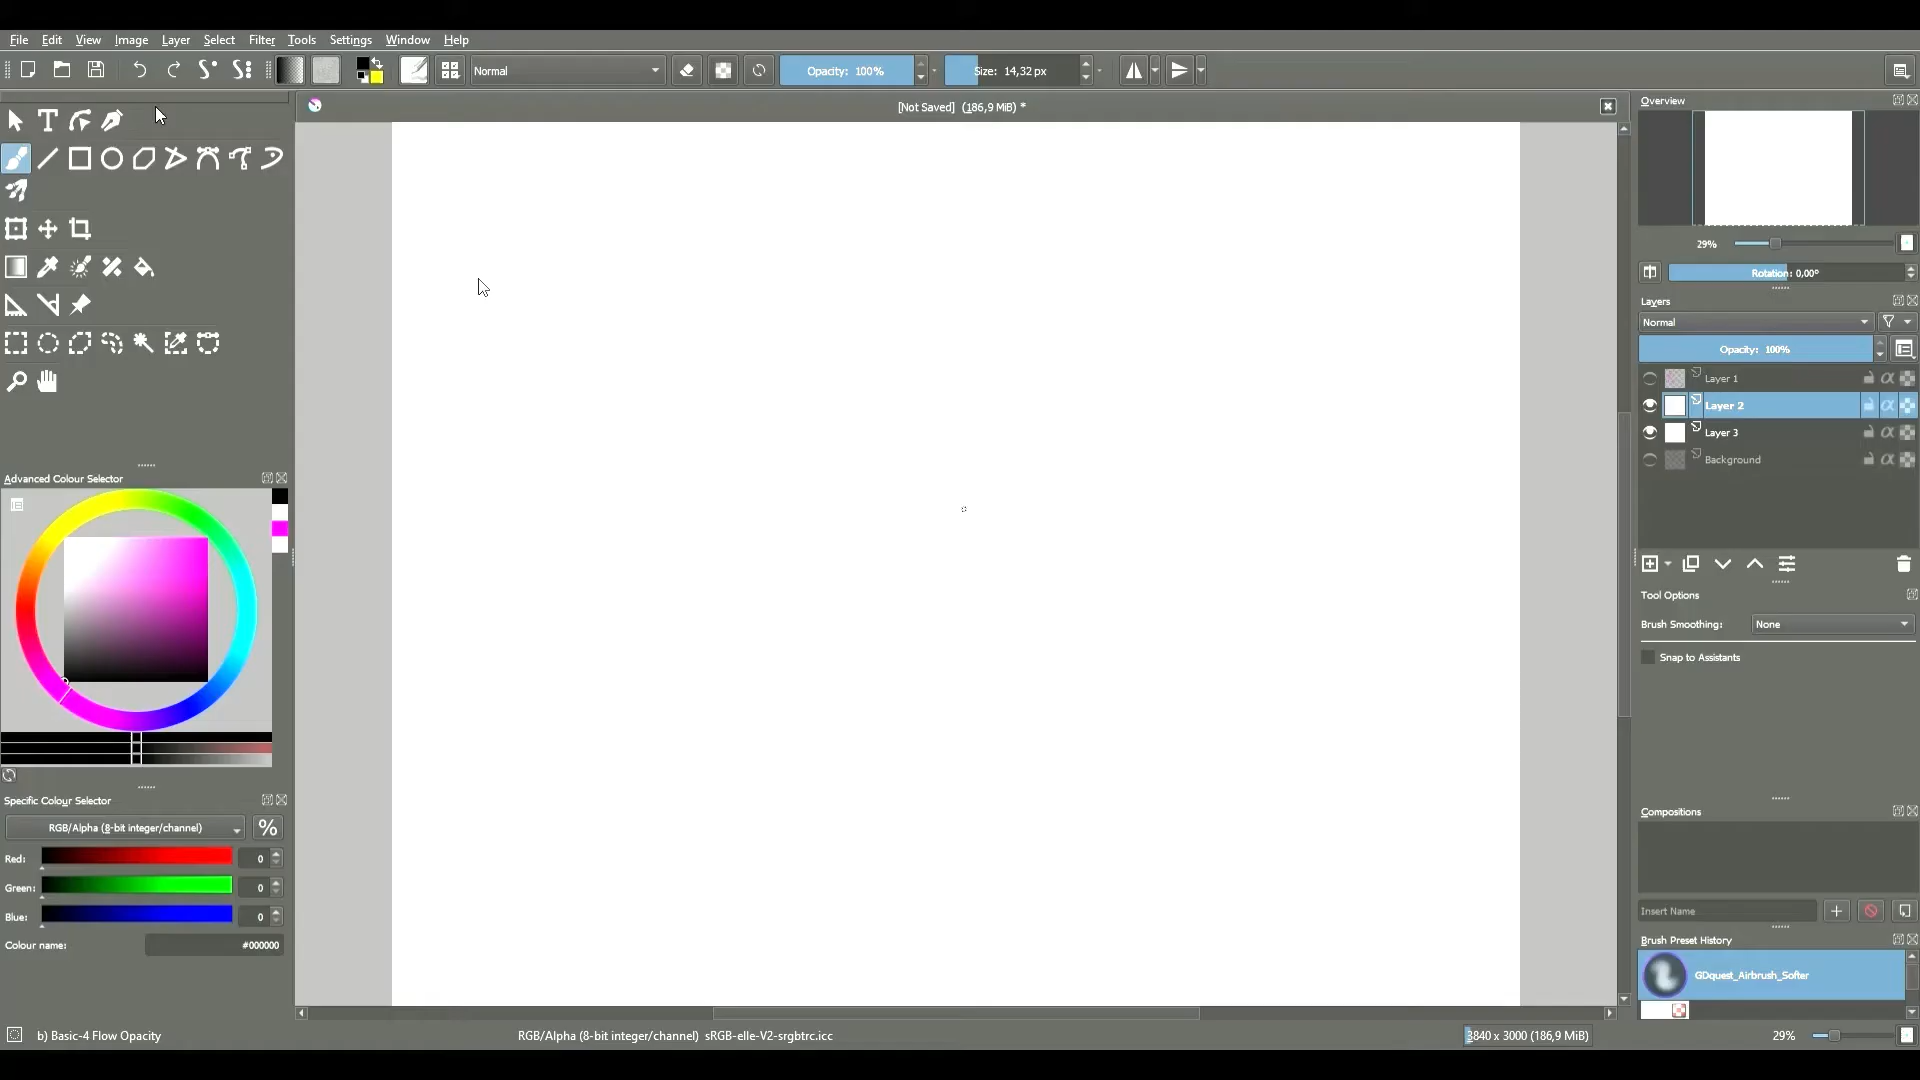 File Edit View Image Layer Select Filter Tools Settings Window Help
Normal Opacity: 100% Size: 14,32 px
[Not Saved] (186,9 MiB) *
Overview
29%
Rotation: 0,00°
Layers
Normal
Opacity: 100%
Layer 1
Layer 2
Layer 3
Background
Tool Options
Brush Smoothing: None
Snap to Assistants
Compositions
Insert Name
Brush Preset History
GDquest_Airbrush_Softer
Advanced Colour Selector
Specific Colour Selector
RGB/Alpha (8-bit integer/channel) %
Red: 0
Green: 0
Blue: 0
Colour name: #000000
b) Basic-4 Flow Opacity
RGB/Alpha (8-bit integer/channel) sRGB-elle-V2-srgbtrc.icc
3840 x 3000 (186,9 MiB)
29%